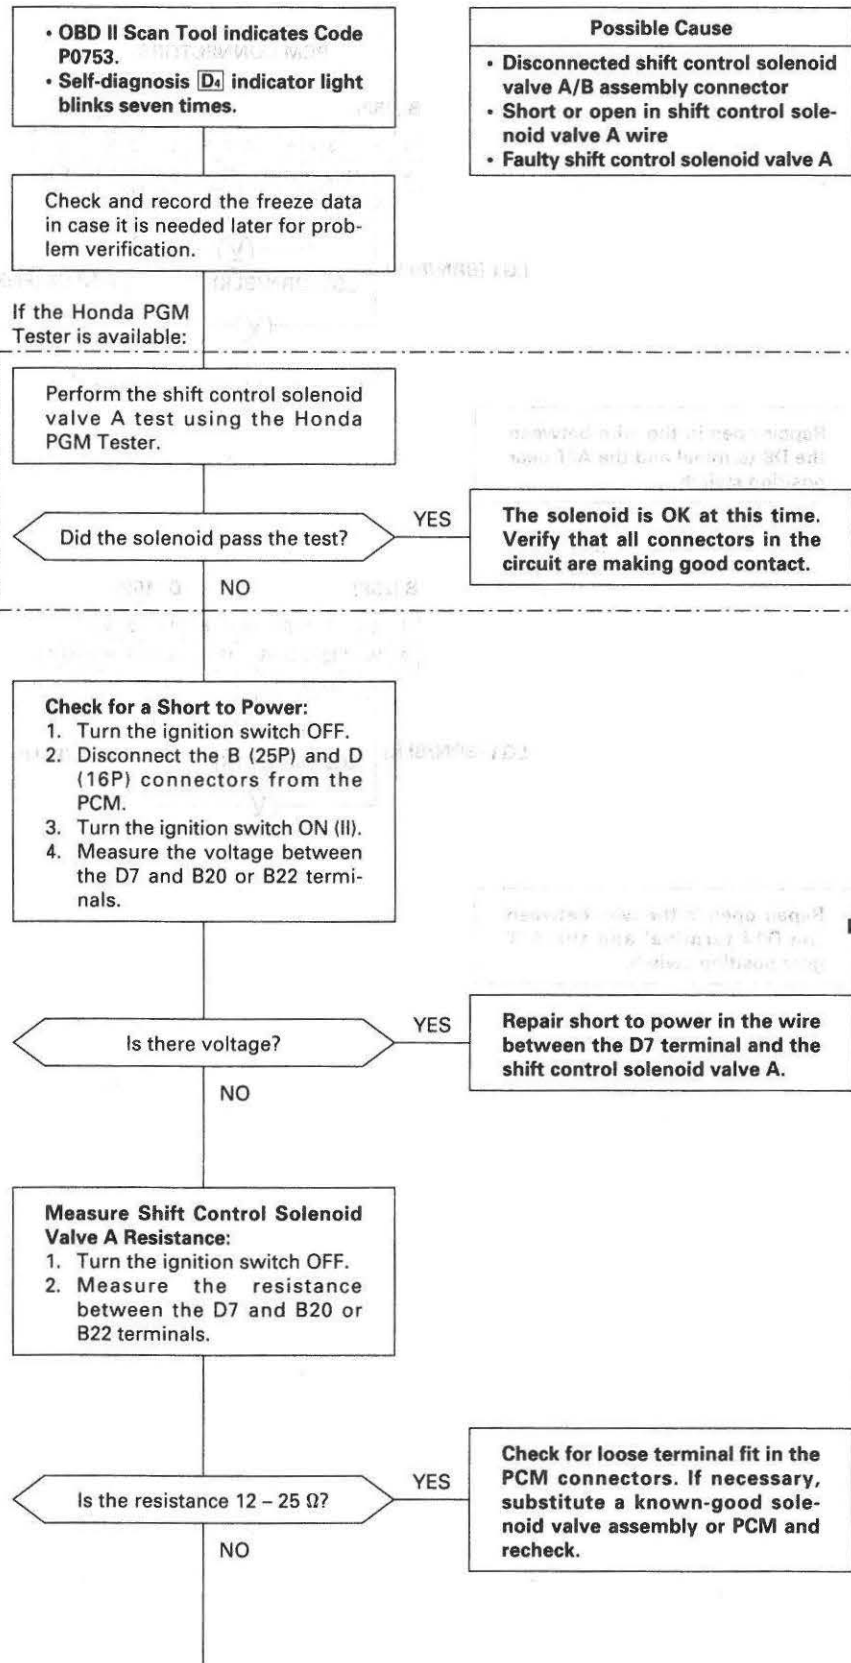 • OBD II Scan Tool indicates Code
P0753.
• Self-diagnosis D4 indicator light
blinks seven times.
Possible Cause
• Disconnected shift control solenoid
valve A/B assembly connector
• Short or open in shift control sole-
noid valve A wire
• Faulty shift control solenoid valve A
Check and record the freeze data
in case it is needed later for prob-
lem verification.
If the Honda PGM
Tester is available:
Perform the shift control solenoid
valve A test using the Honda
PGM Tester.
Did the solenoid pass the test?
YES
The solenoid is OK at this time.
Verify that all connectors in the
circuit are making good contact.
NO
Check for a Short to Power:
1. Turn the ignition switch OFF.
2. Disconnect the B (25P) and D
(16P) connectors from the
PCM.
3. Turn the ignition switch ON (II).
4. Measure the voltage between
the D7 and B20 or B22 termi-
nals.
Is there voltage?
YES
Repair short to power in the wire
between the D7 terminal and the
shift control solenoid valve A.
NO
Measure Shift Control Solenoid
Valve A Resistance:
1. Turn the ignition switch OFF.
2. Measure the resistance
between the D7 and B20 or
B22 terminals.
Is the resistance 12 – 25 Ω?
YES
Check for loose terminal fit in the
PCM connectors. If necessary,
substitute a known-good sole-
noid valve assembly or PCM and
recheck.
NO